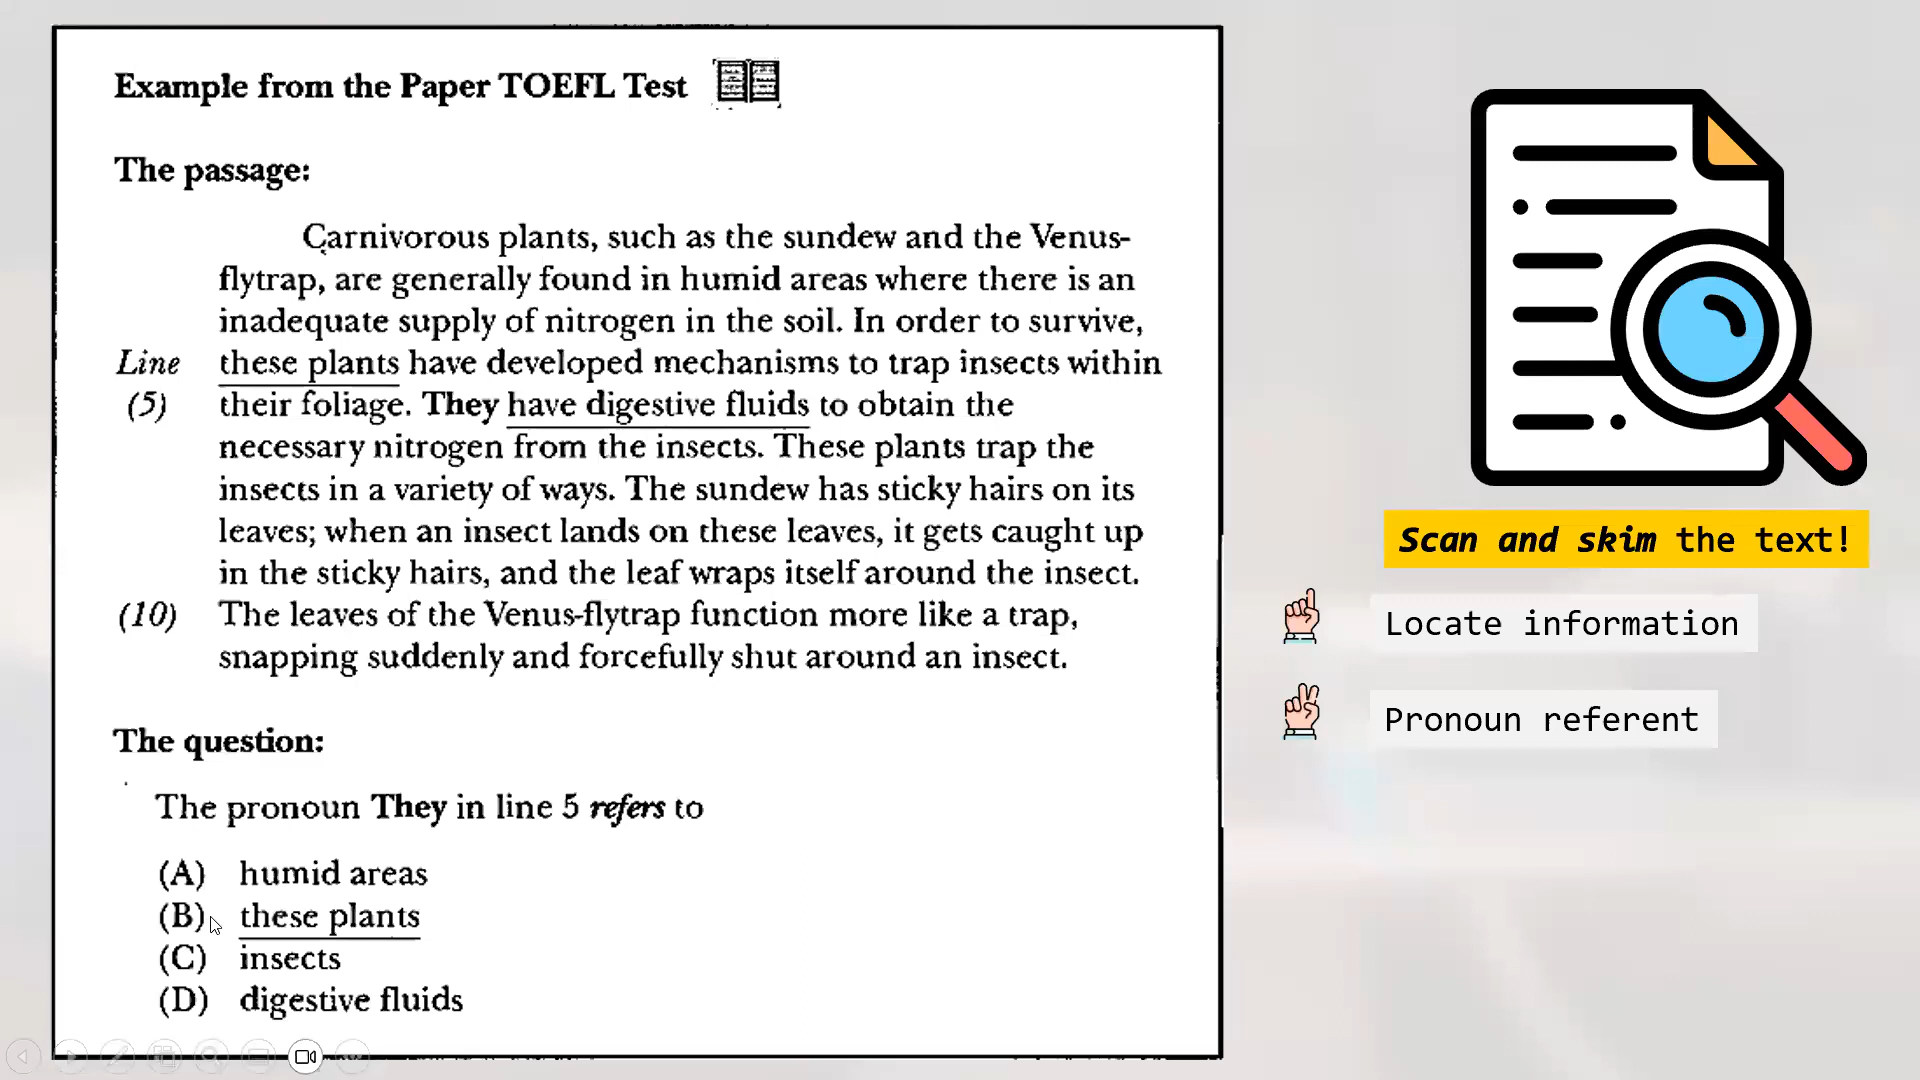 Example from the Paper TOEFL Test
The passage:
Carnivorous plants, such as the sundew and the Venus-
flytrap, are generally found in humid areas where there is an
inadequate supply of nitrogen in the soil. In order to survive,
Line these plants have developed mechanisms to trap insects within
(5) their foliage. They have digestive fluids to obtain the
necessary nitrogen from the insects. These plants trap the
insects in a variety of ways. The sundew has sticky hairs on its
leaves; when an insect lands on these leaves, it gets caught up
in the sticky hairs, and the leaf wraps itself around the insect.
(10) The leaves of the Venus-flytrap function more like a trap,
snapping suddenly and forcefully shut around an insect.
The question:
The pronoun They in line 5 refers to
(A) humid areas
(B) these plants
(C) insects
(D) digestive fluids
Scan and skim the text!
Locate information
Pronoun referent